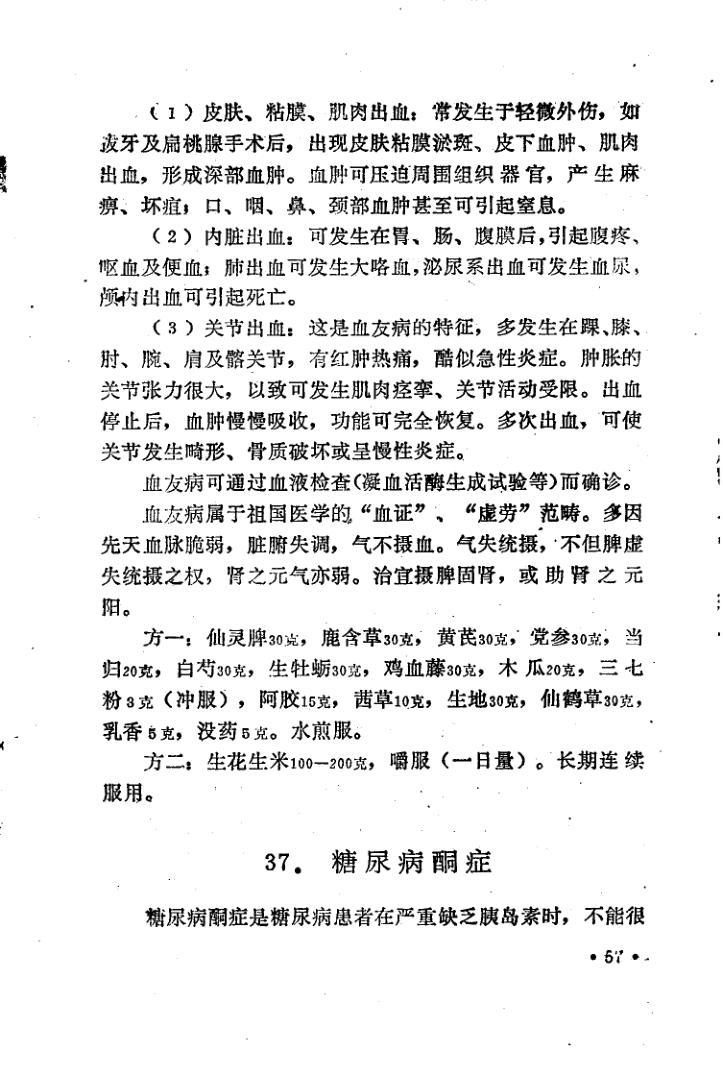 （1）皮肤、粘膜、肌肉出血：常发生于轻微外伤，如
拔牙及扁桃腺手术后，出现皮肤粘膜淤斑、皮下血肿、肌肉
出血，形成深部血肿。血肿可压迫周围组织器官，产生麻
痹、坏疽；口、咽、鼻、颈部血肿甚至可引起窒息。
（2）内脏出血：可发生在胃、肠、腹膜后，引起腹疼、
呕血及便血；肺出血可发生大咯血，泌尿系出血可发生血尿，
颅内出血可引起死亡。
（3）关节出血：这是血友病的特征，多发生在踝、膝、
肘、腕、肩及髂关节，有红肿热痛，酷似急性炎症。肿胀的
关节张力很大，以致可发生肌肉痉挛、关节活动受限。出血
停止后，血肿慢慢吸收，功能可完全恢复。多次出血，可使
关节发生畸形、骨质破坏或呈慢性炎症。
血友病可通过血液检查（凝血活酶生成试验等）而确诊。
血友病属于祖国医学的“血证”、“虚劳”范畴。多因
先天血脉脆弱，脏腑失调，气不摄血。气失统摄，不但脾虚
失统摄之权，肾之元气亦弱。治宜摄脾固肾，或助肾之元
阳。
方一：仙灵脾30克，鹿含草30克，黄芪30克，党参30克，当
归20克，白芍30克，生牡蛎30克，鸡血藤30克，木瓜20克，三七
粉3克（冲服），阿胶15克，茜草10克，生地30克，仙鹤草30克，
乳香5克，没药5克。水煎服。
方二：生花生米100—200克，嚼服（一日量）。长期连续
服用。
37．糖尿病酮症
糖尿病酮症是糖尿病患者在严重缺乏胰岛素时，不能很
•57•